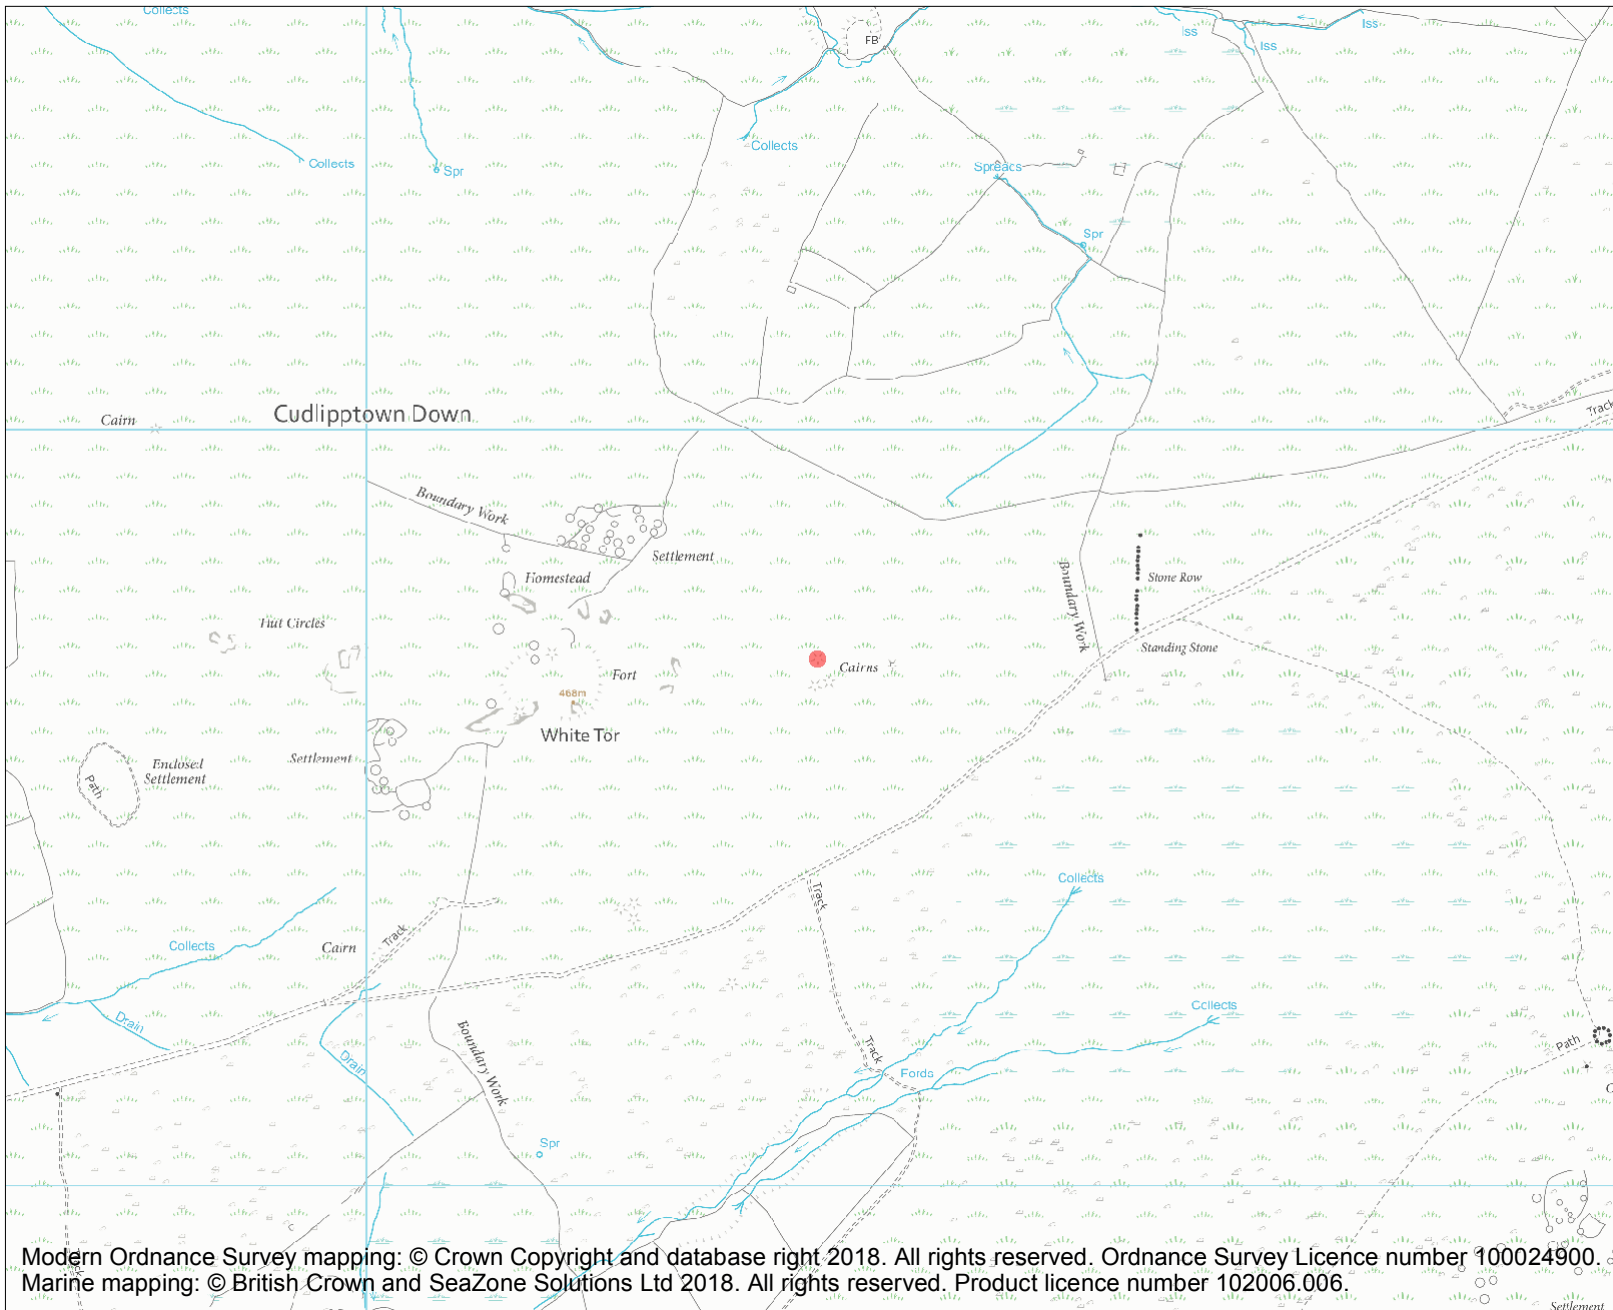 Collects
FB
Iss
Iss
Iss
Collects
Spr
Collects
Spreads
Spr
Track
Cairn
Cudlipptown Down
Boundary Work
Settlement
Homestead
Stone Row
Boundary Work
Standing Stone
Hut Circles
Fort
Cairns
468m
White Tor
Enclosed
Settlement
Settlement
Path
Collects
Track
Cairn
Track
Collects
Collects
Drain
Drain
Boundary Work
Track
Fords
Path
Spr
Modern Ordnance Survey mapping: © Crown Copyright and database right 2018. All rights reserved. Ordnance Survey Licence number 100024900.
Marine mapping: © British Crown and SeaZone Solutions Ltd 2018. All rights reserved. Product licence number 102006.006.
Settlement